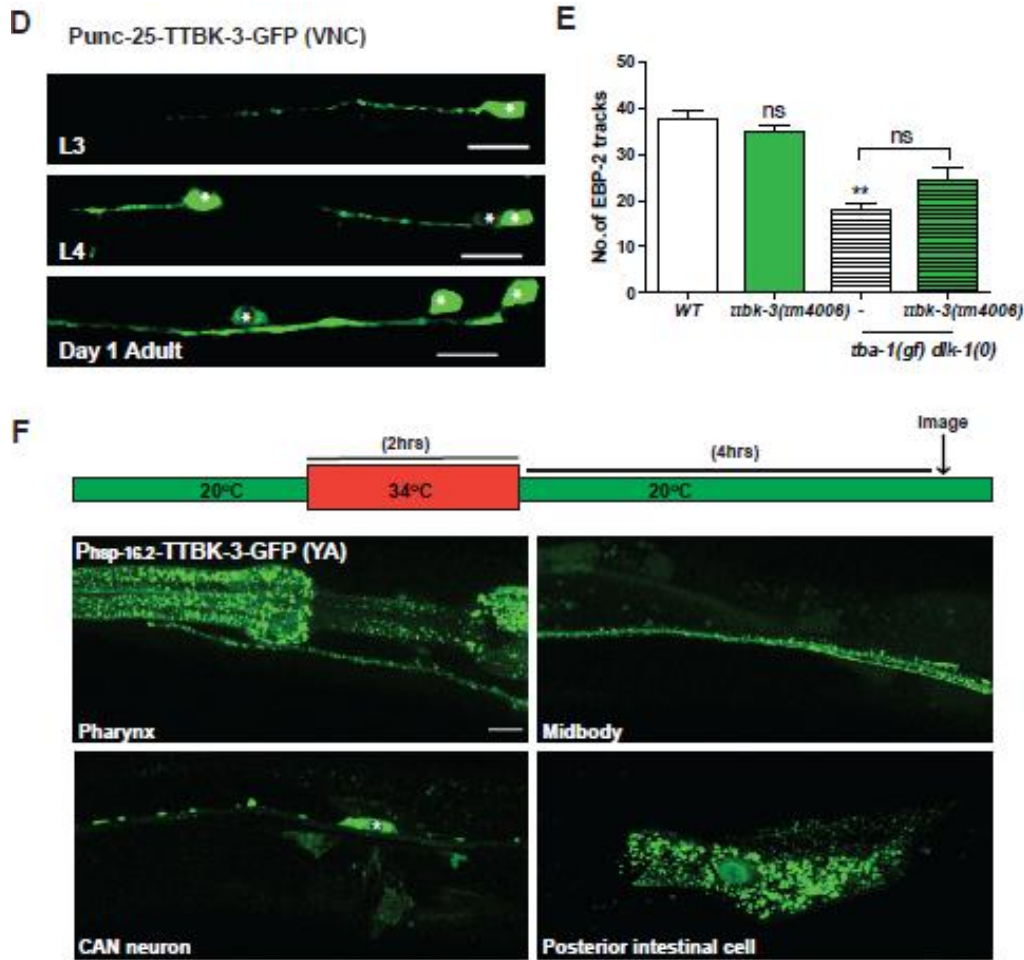 D
Punc-25-TTBK-3-GFP (VNC)
*
L3
* * *
L4
* * *
Day 1 Adult
E
No.of EBP-2 tracks
50
40
30
20
10
0
ns
**
ns
WT ttbk-3(tm4006) - ttbk-3(tm4006)
tba-1(gf) dlk-1(0)
F
Image
(2hrs) (4hrs)
20°C 34°C 20°C
Phsp-16.2-TTBK-3-GFP (YA)
Pharynx
Midbody
*
CAN neuron
Posterior intestinal cell